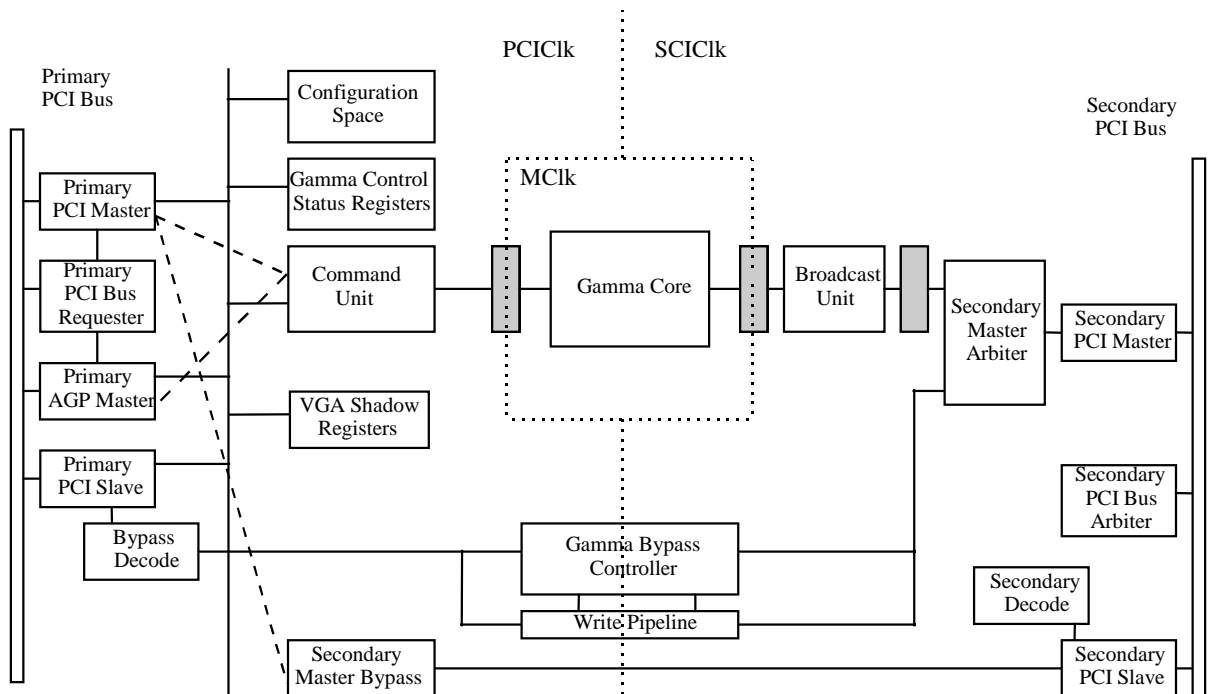 PCIClk
SCIClk
Primary
PCI Bus
Configuration
Space
Secondary
PCI Bus
Primary
PCI Master
Gamma Control
Status Registers
MClk
Primary
PCI Bus
Requester
Command
Unit
Gamma Core
Broadcast
Unit
Secondary
Master
Arbiter
Secondary
PCI Master
Primary
AGP Master
VGA Shadow
Registers
Primary
PCI Slave
Secondary
PCI Bus
Arbiter
Bypass
Decode
Gamma Bypass
Controller
Secondary
Decode
Write Pipeline
Secondary
Master Bypass
Secondary
PCI Slave